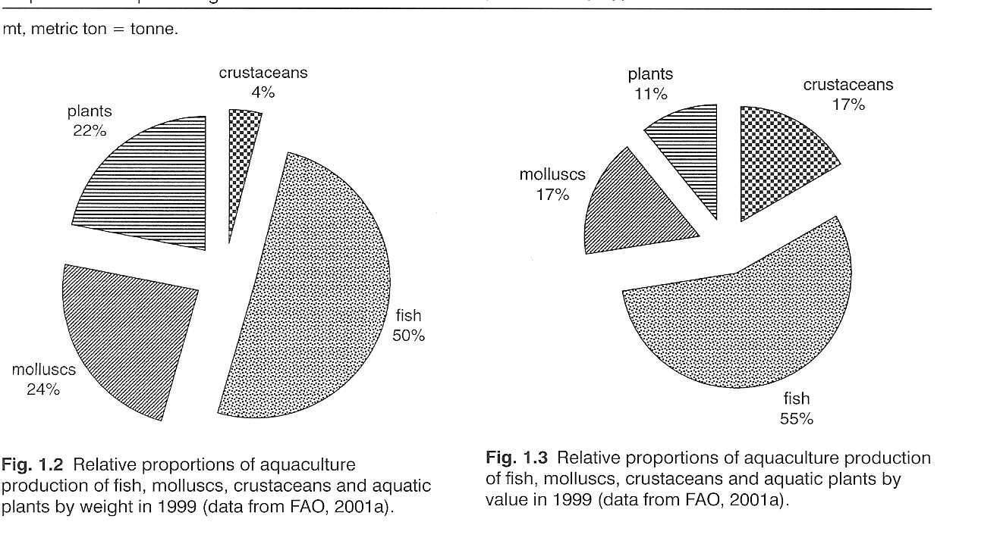 mt, metric ton = tonne.
crustaceans
4%
plants
22%
fish
50%
molluscs
24%
Fig. 1.2 Relative proportions of aquaculture
production of fish, molluscs, crustaceans and aquatic
plants by weight in 1999 (data from FAO, 2001a).
plants
11%
crustaceans
17%
molluscs
17%
fish
55%
Fig. 1.3 Relative proportions of aquaculture production
of fish, molluscs, crustaceans and aquatic plants by
value in 1999 (data from FAO, 2001a).